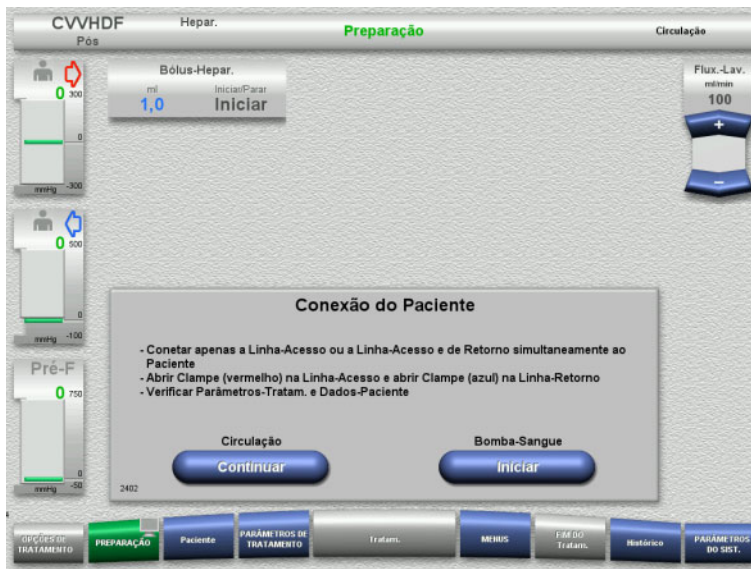 CVVHDF
Hepar.
Preparação
Circulação
Pós
Bólus-Hepar.
ml
Iniciar/Parar
1,0
Iniciar
Flux.-Lav.
ml/min
100
+
−
0
300
0
mmHg
-300
0
500
0
mmHg
-100
Pré-F
0
750
0
mmHg
-50
Conexão do Paciente
- Conetar apenas a Linha-Acesso ou a Linha-Acesso e de Retorno simultaneamente ao
Paciente
- Abrir Clampe (vermelho) na Linha-Acesso e abrir Clampe (azul) na Linha-Retorno
- Verificar Parâmetros-Tratam. e Dados-Paciente
Circulação
Continuar
Bomba-Sangue
Iniciar
2402
OPÇÕES DE
TRATAMENTO
PREPARAÇÃO
Paciente
PARÂMETROS DE
TRATAMENTO
Tratam.
MENUS
FIM DO
Tratam.
Histórico
PARÂMETROS
DO SIST.